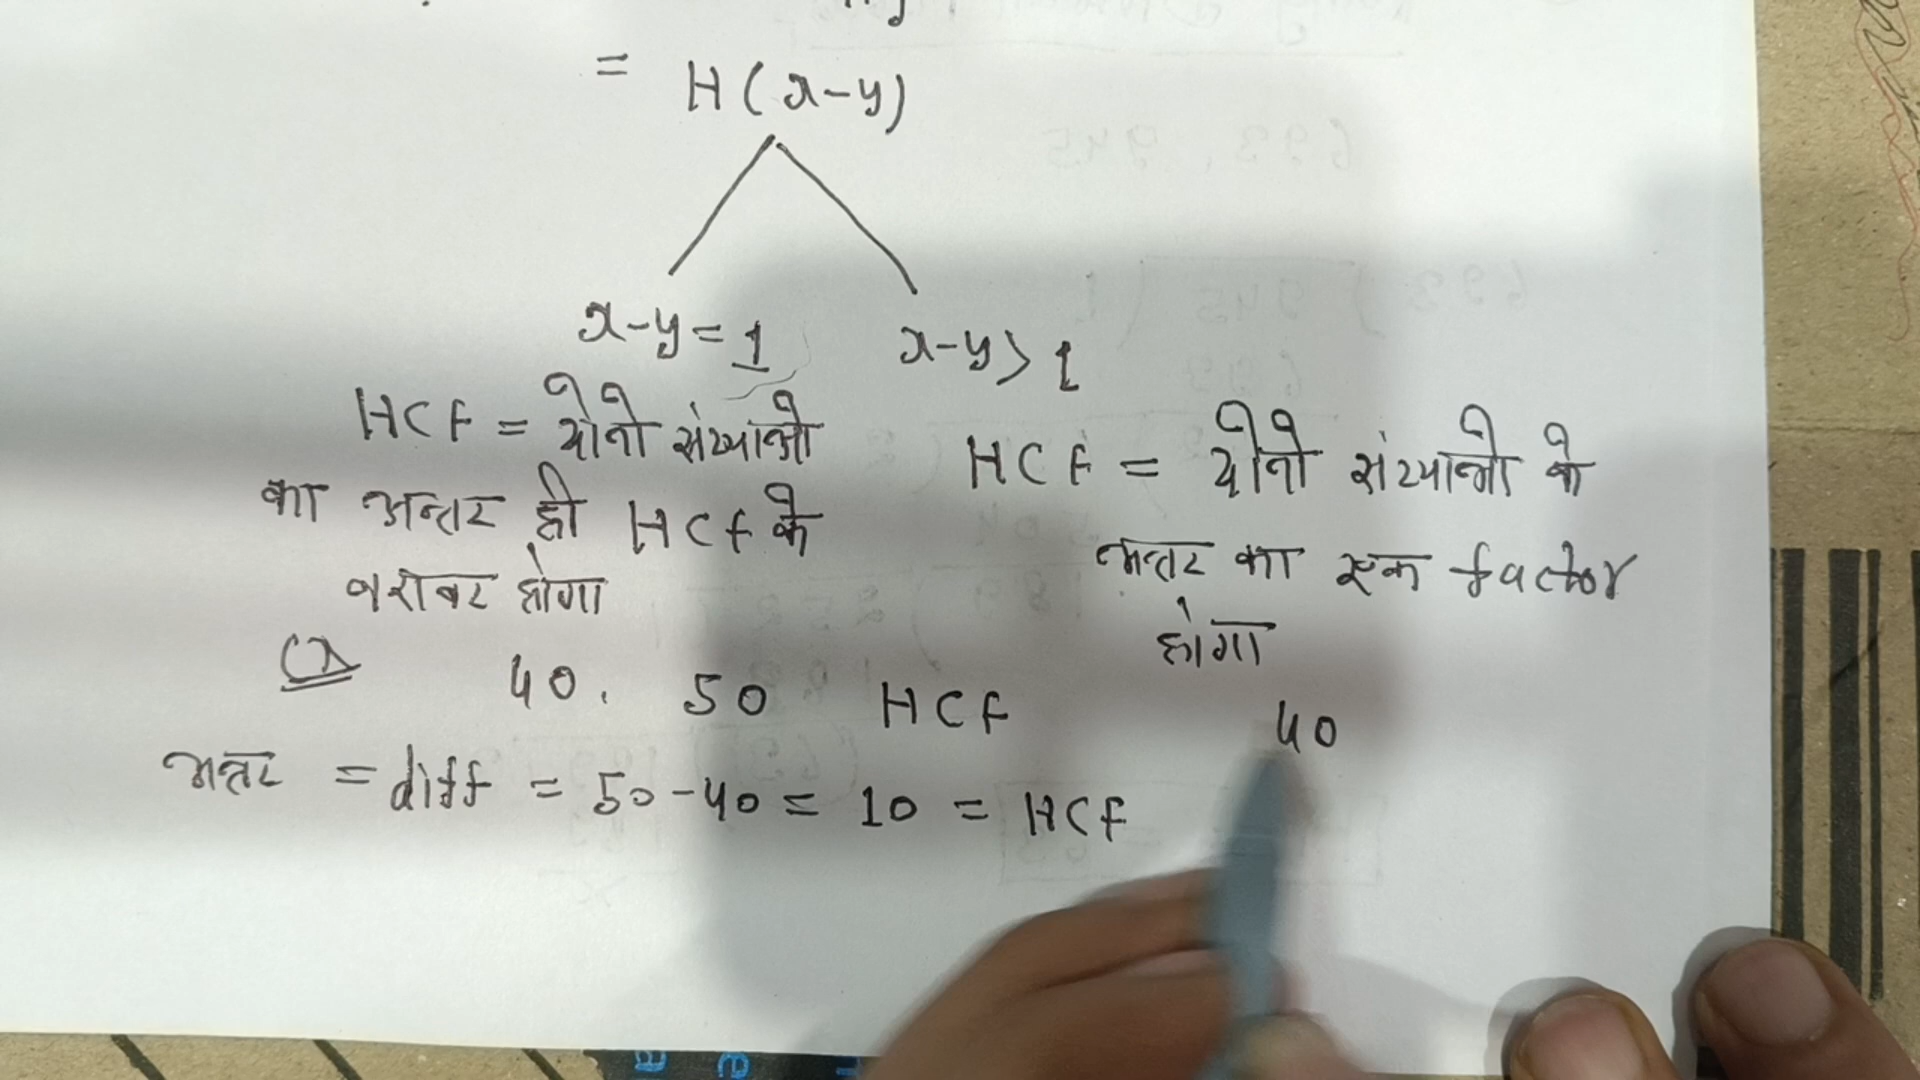 = H(x-y)
x-y=1
x-y>1
HCF = दोनो संख्याओ
का अन्तर ही HCF के
बराबर होगा
HCF = दोनो संख्याओ के
अन्तर का एक factor
होगा
Ex 40, 50 HCF
40
अन्तर = diff = 50-40 = 10 = HCF